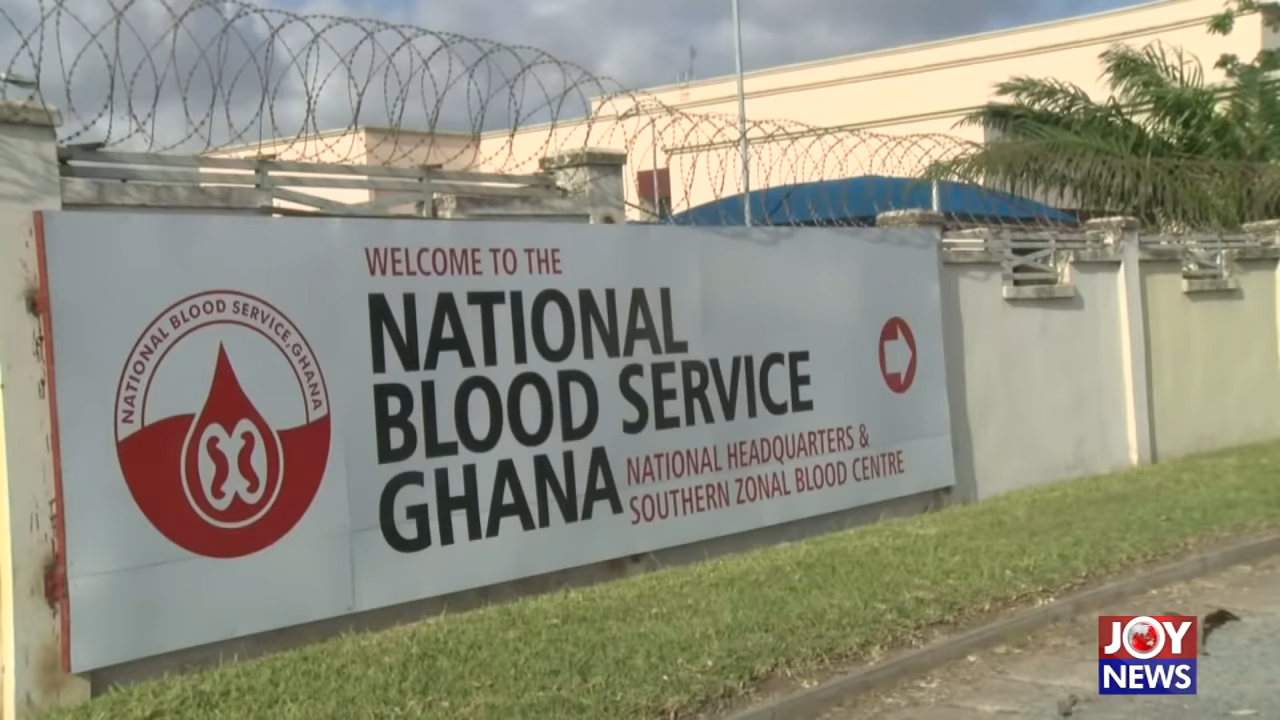 NATIONAL BLOOD SERVICE, GHANA
WELCOME TO THE
NATIONAL
BLOOD SERVICE
GHANA
NATIONAL HEADQUARTERS &
SOUTHERN ZONAL BLOOD CENTRE
JOY
NEWS